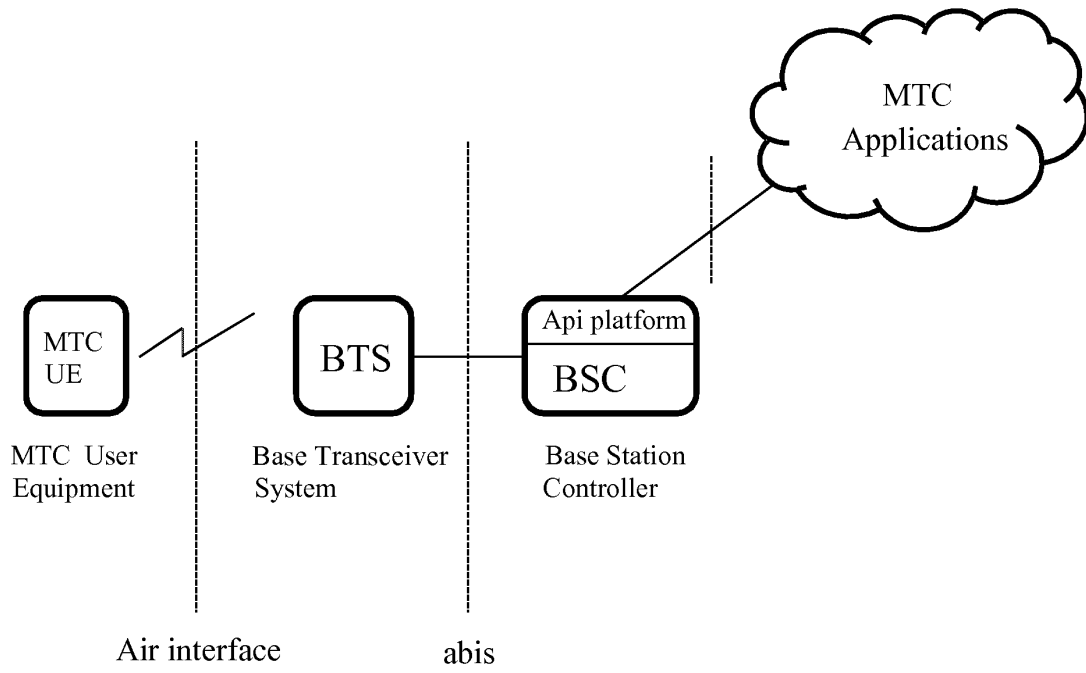 MTC
Applications
Api platform
MTC
UE
BTS
BSC
MTC User
Equipment
Base Transceiver
System
Base Station
Controller
Air interface
abis